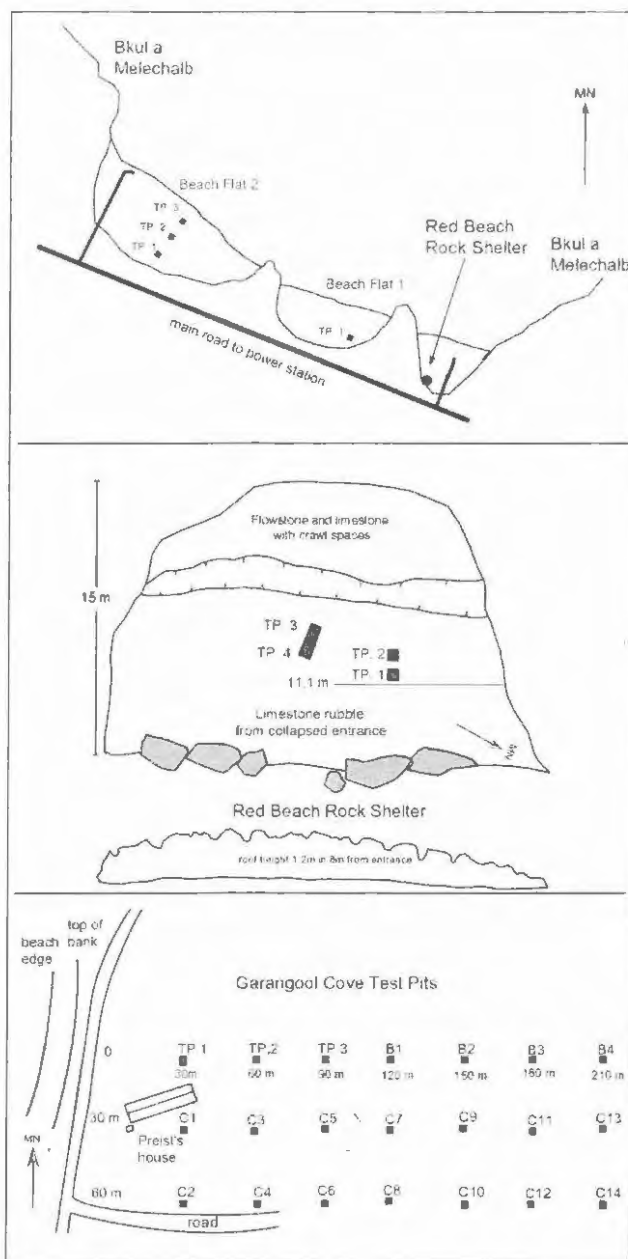 Bkul a
Melechalb
MN
Beach Flat 2
TP. 3
TP. 2
TP. 1
Red Beach
Rock Shelter
Bkul a
Melechalb
Beach Flat 1
TP. 1
main road to power station
Flowstone and limestone
with crawl spaces
15 m
TP. 3
TP. 4
TP. 2
TP. 1
11.1 m
Limestone rubble
from collapsed entrance
Red Beach Rock Shelter
roof height 1.2m in 8m from entrance
beach
edge
top of
bank
Garangool Cove Test Pits
0
TP.1
TP.2
TP 3
B1
B2
B3
B4
30m
60 m
90 m
120 m
150 m
180 m
210 m
30 m
C1
C3
C5
C7
C9
C11
C13
Preist's
house
MN
60 m
C2
C4
C6
C8
C10
C12
C14
road